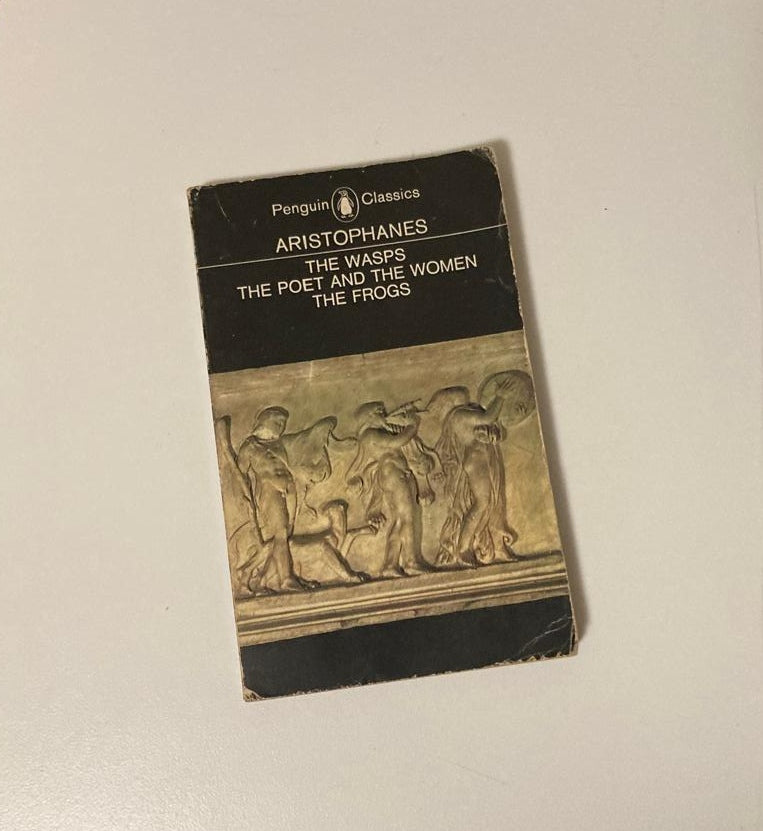 Penguin Classics
ARISTOPHANES
THE WASPS
THE POET AND THE WOMEN
THE FROGS